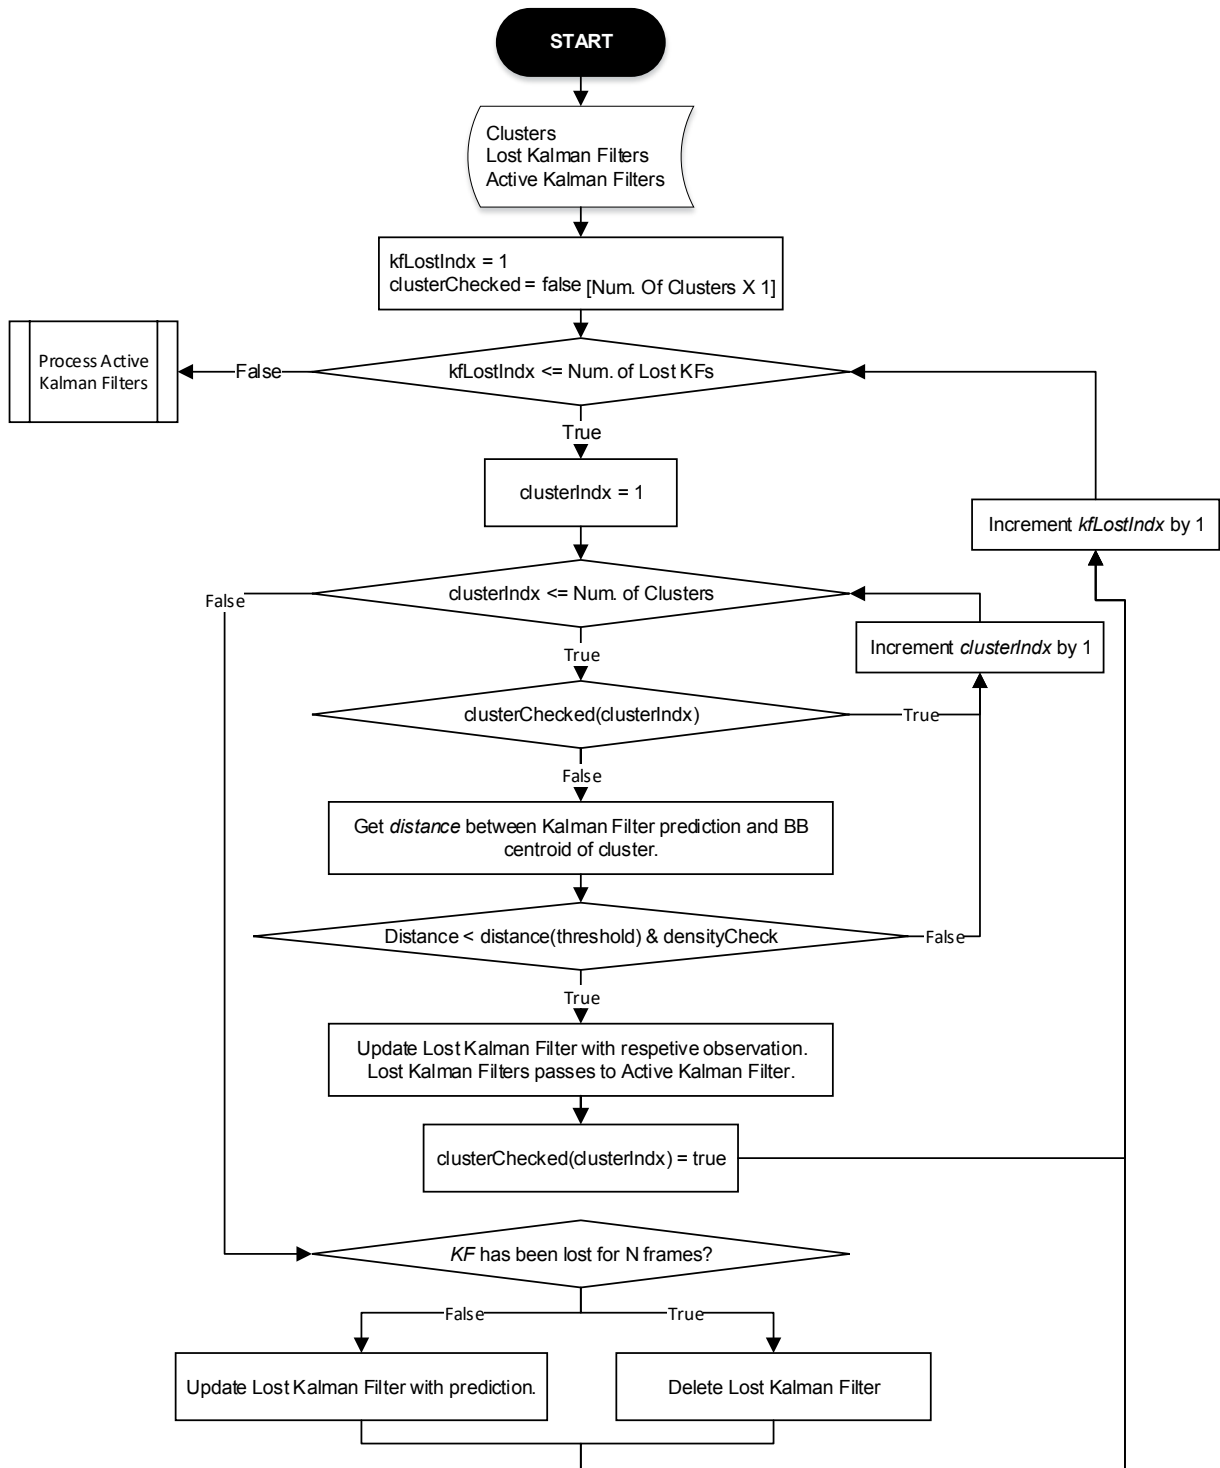 START
Clusters
Lost Kalman Filters
Active Kalman Filters
kfLostIndx = 1
clusterChecked = false [Num. Of Clusters X 1]
Process Active
Kalman Filters
False
kfLostIndx <= Num. of Lost KFs
True
clusterIndx = 1
Increment kfLostIndx by 1
clusterIndx <= Num. of Clusters
False
Increment clusterIndx by 1
True
clusterChecked(clusterIndx)
True
False
Get distance between Kalman Filter prediction and BB
centroid of cluster.
Distance < distance(threshold) & densityCheck
False
True
Update Lost Kalman Filter with respetive observation.
Lost Kalman Filters passes to Active Kalman Filter.
clusterChecked(clusterIndx) = true
KF has been lost for N frames?
False
True
Update Lost Kalman Filter with prediction.
Delete Lost Kalman Filter